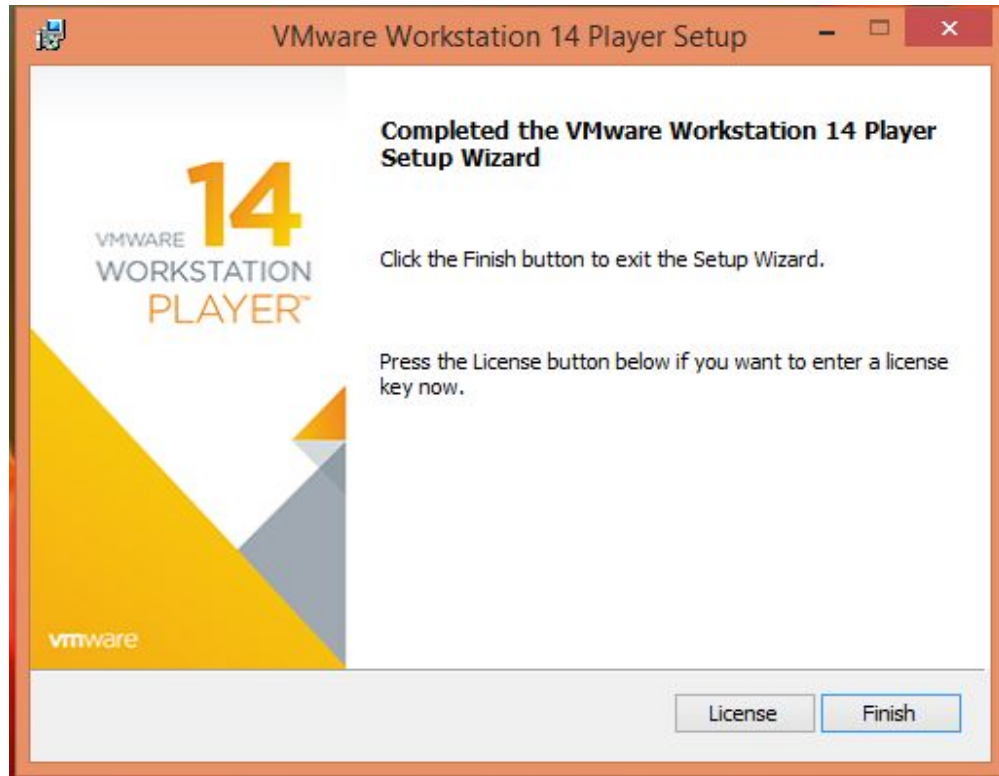 VMware Workstation 14 Player Setup
Completed the VMware Workstation 14 Player
Setup Wizard
14
VMWARE
WORKSTATION
PLAYER™
Click the Finish button to exit the Setup Wizard.
Press the License button below if you want to enter a license
key now.
vmware
License
Finish